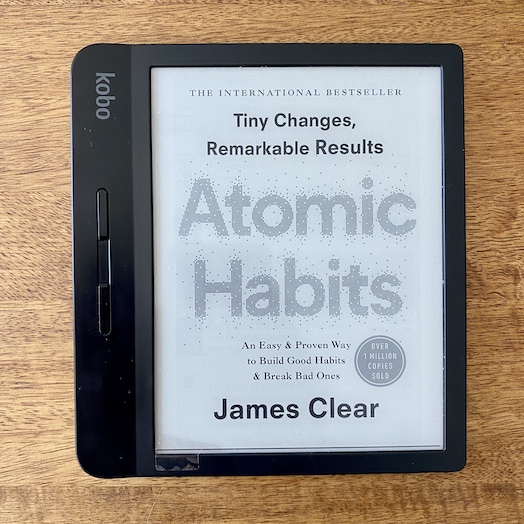 kobo
THE INTERNATIONAL BESTSELLER
Tiny Changes,
Remarkable Results
Atomic
Habits
An Easy & Proven Way
to Build Good Habits
& Break Bad Ones
OVER
1 MILLION
COPIES
SOLD
James Clear